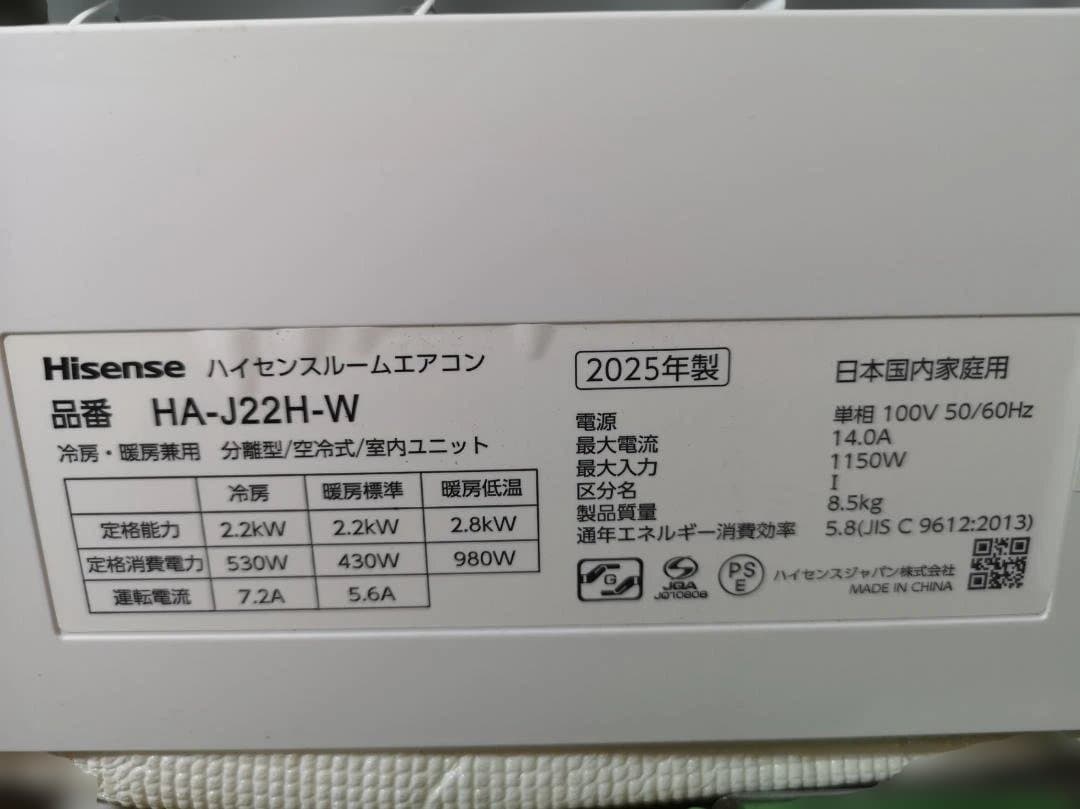 Hisense ハイセンスルームエアコン
品番 HA-J22H-W
冷房・暖房兼用 分離型/空冷式/室内ユニット
冷房 暖房標準 暖房低温
定格能力 2.2kW 2.2kW 2.8kW
定格消費電力 530W 430W 980W
運転電流 7.2A 5.6A
2025年製 日本国内家庭用
電源 単相 100V 50/60Hz
最大電流 14.0A
最大入力 1150W
区分名 I
製品質量 8.5kg
通年エネルギー消費効率 5.8(JIS C 9612:2013)
G
JQA
JQ10808
PS
E
ハイセンスジャパン株式会社
MADE IN CHINA